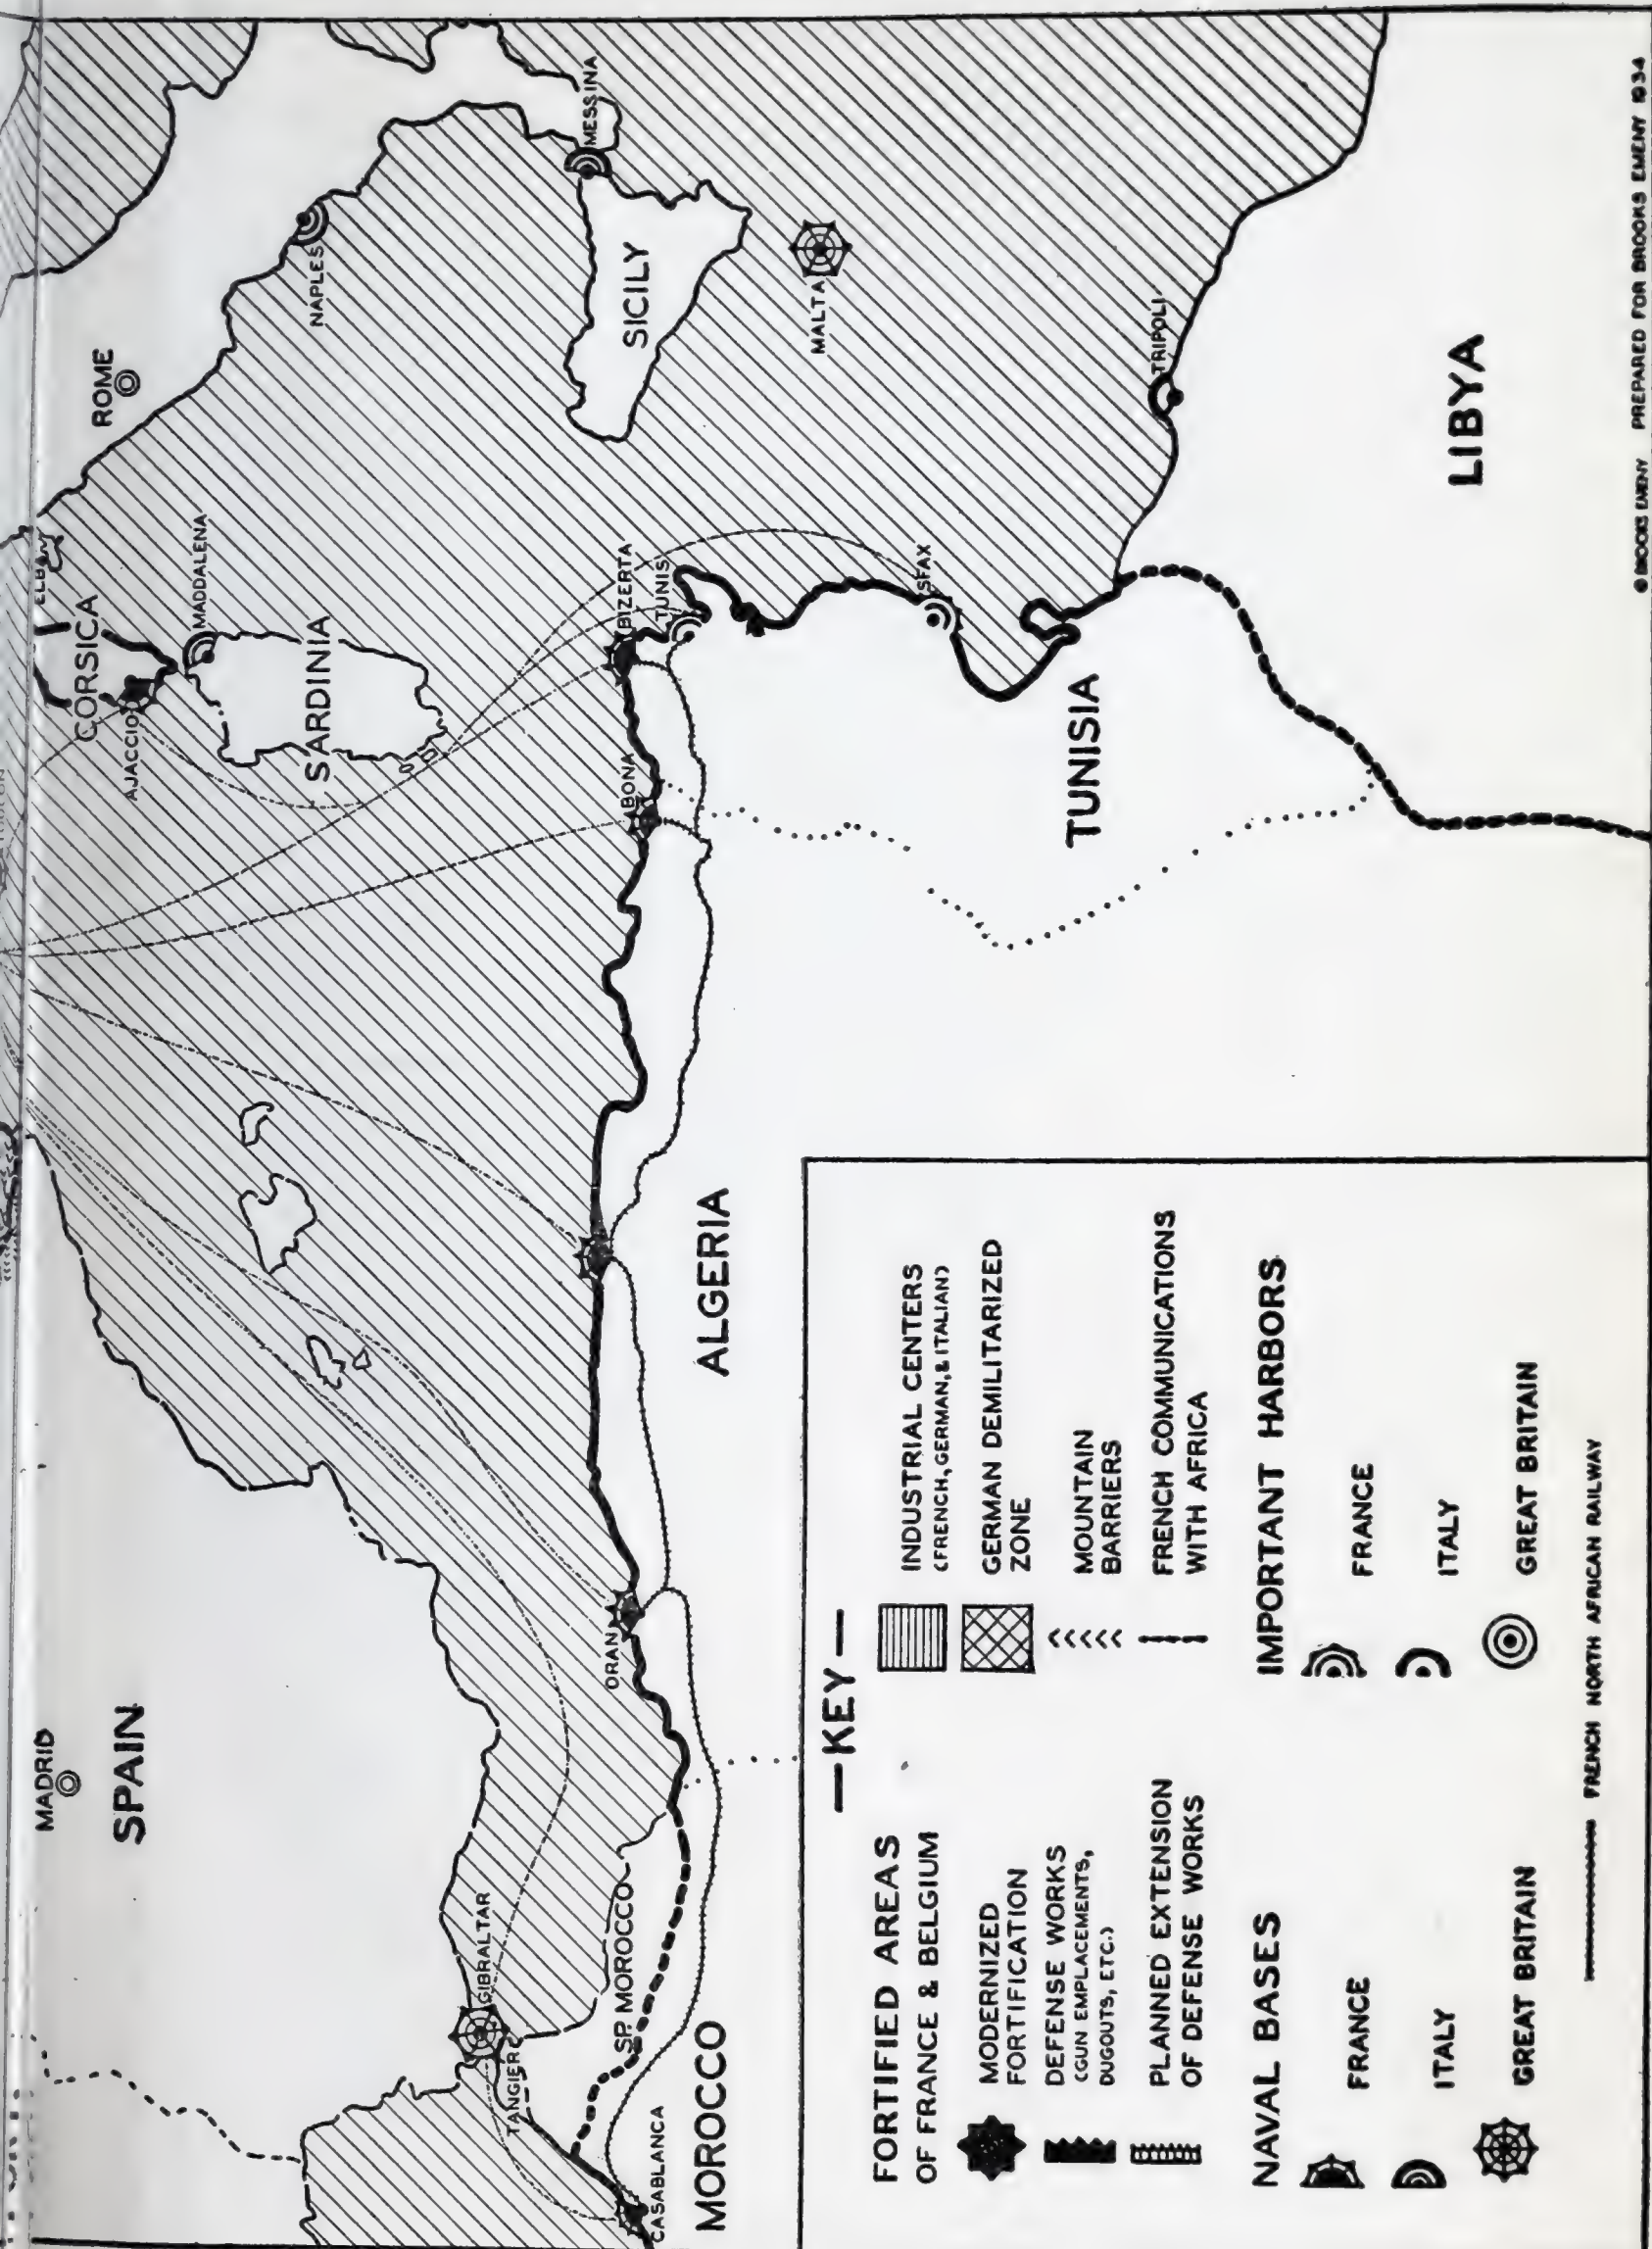 MADRID
SPAIN
ROME
NAPLES
MESSINA
SICILY
MALTA
CORSICA
AJACCIO
MADDALENA
SARDINIA
GIBRALTAR
TANGIER
SP. MOROCCO
CASABLANCA
MOROCCO
ORAN
ALGERIA
BONA
BIZERTA
TUNIS
SFAX
TUNISIA
TRIPOLI
LIBYA
—KEY—
FORTIFIED AREAS
OF FRANCE & BELGIUM
MODERNIZED
FORTIFICATION
DEFENSE WORKS
(GUN EMPLACEMENTS,
DUGOUTS, ETC.)
PLANNED EXTENSION
OF DEFENSE WORKS
INDUSTRIAL CENTERS
(FRENCH, GERMAN, & ITALIAN)
GERMAN DEMILITARIZED
ZONE
MOUNTAIN
BARRIERS
FRENCH COMMUNICATIONS
WITH AFRICA
NAVAL BASES
FRANCE
ITALY
GREAT BRITAIN
IMPORTANT HARBORS
FRANCE
ITALY
GREAT BRITAIN
FRENCH NORTH AFRICAN RAILWAY
© BROOKS EMENY PREPARED FOR BROOKS EMENY 1934